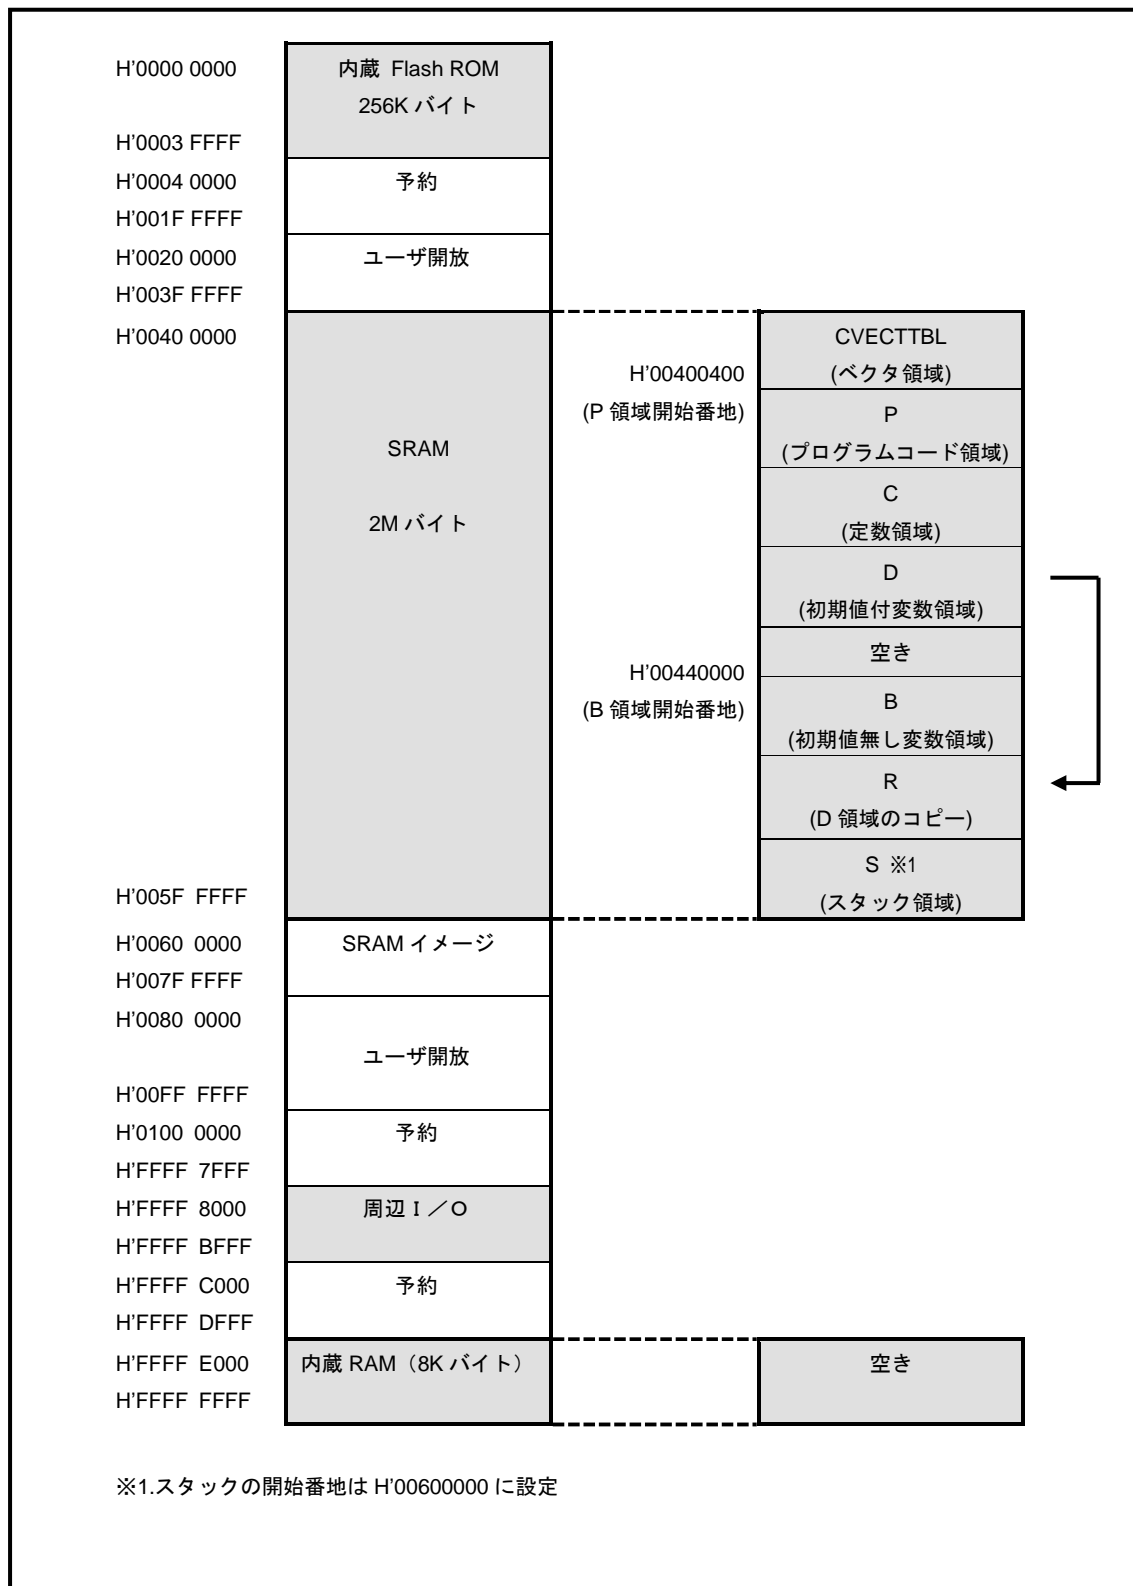 H'0000 0000
内蔵 Flash ROM
256K バイト
H'0003 FFFF
H'0004 0000
予約
H'001F FFFF
H'0020 0000
ユーザ開放
H'003F FFFF
H'0040 0000
SRAM
2M バイト
H'005F FFFF
CVECTTBL
(ベクタ領域)
H'00400400
(P 領域開始番地)
P
(プログラムコード領域)
C
(定数領域)
D
(初期値付変数領域)
空き
H'00440000
(B 領域開始番地)
B
(初期値無し変数領域)
R
(D 領域のコピー)
S ※1
(スタック領域)
H'0060 0000
SRAM イメージ
H'007F FFFF
H'0080 0000
ユーザ開放
H'00FF FFFF
H'0100 0000
予約
H'FFFF 7FFF
H'FFFF 8000
周辺Ⅰ/O
H'FFFF BFFF
H'FFFF C000
予約
H'FFFF DFFF
H'FFFF E000
内蔵 RAM(8K バイト)
空き
H'FFFF FFFF
※1.スタックの開始番地は H'00600000 に設定